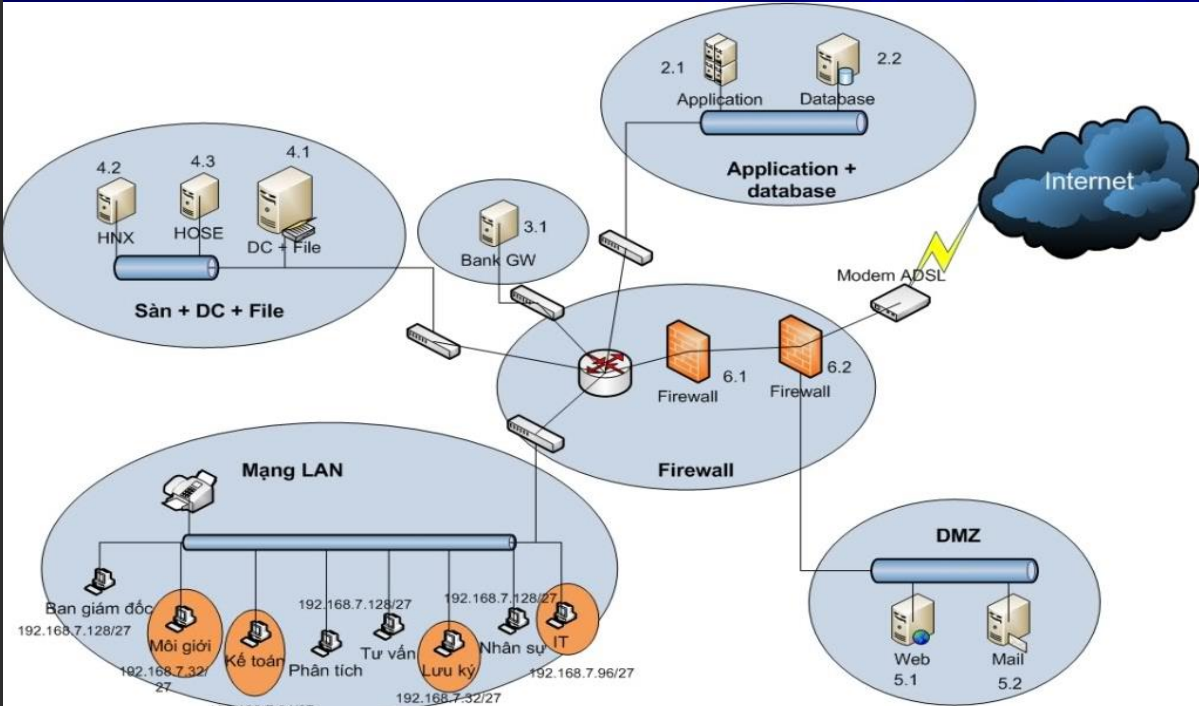 2.1
2.2
Application
Database
Application +
database
Internet
4.2
4.3
4.1
HNX
HOSE
DC + File
Sàn + DC + File
3.1
Bank GW
Modem ADSL
6.1
Firewall
6.2
Firewall
Firewall
Mạng LAN
Ban giám đốc
192.168.7.128/27
Môi giới
192.168.7.32/
27
Kế toán
192.168.7.128/27
Phân tích
Tư vấn
Lưu ký
192.168.7.32/27
192.168.7.128/27
Nhân sự
IT
192.168.7.96/27
DMZ
Web
5.1
Mail
5.2